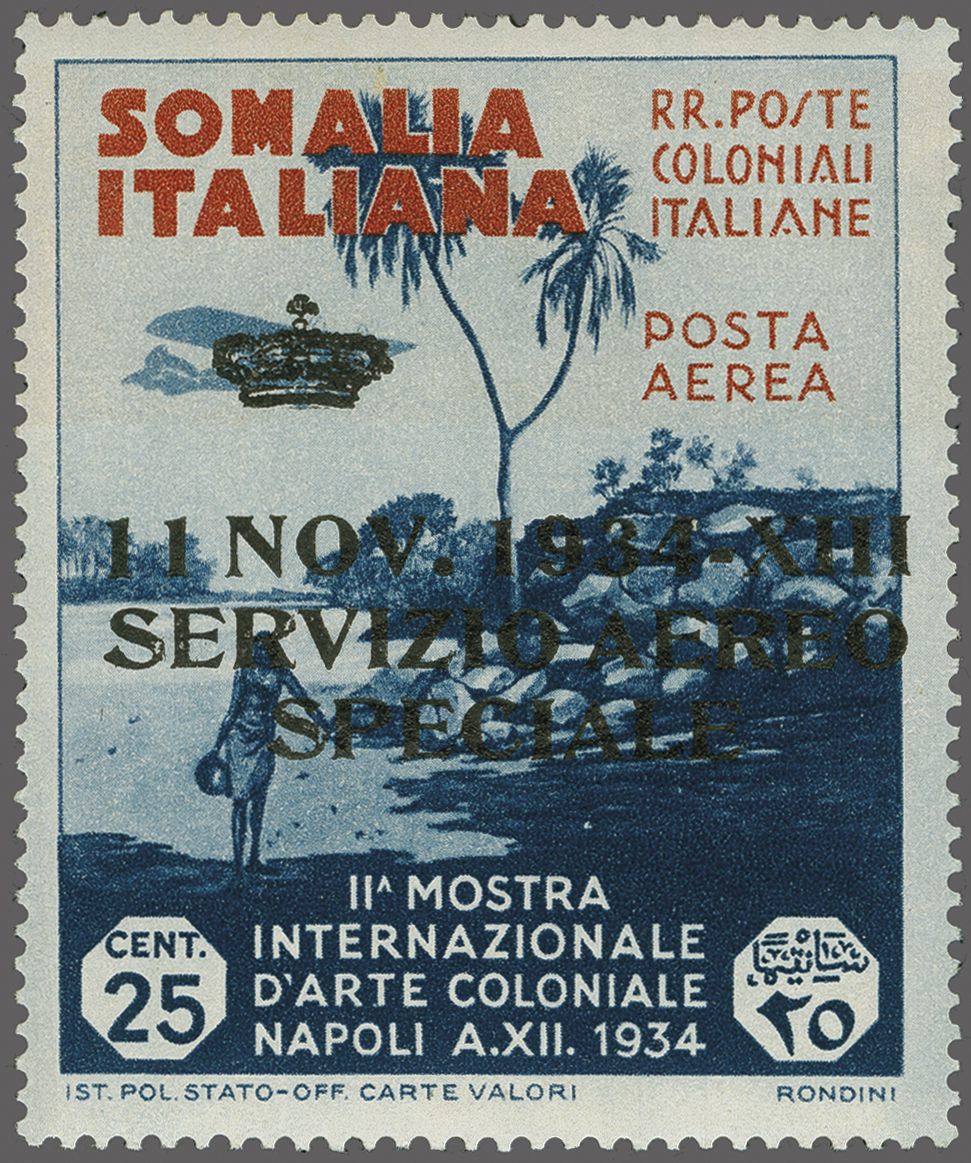 SOMALIA
ITALIANA
RR. POSTE
COLONIALI
ITALIANE
POSTA
AEREA
11 NOV. 1934-XIII
SERVIZIO AEREO
SPECIALE
IIᴬ MOSTRA
INTERNAZIONALE
D'ARTE COLONIALE
NAPOLI A.XII. 1934
CENT.
25
٢٥
IST. POL. STATO-OFF. CARTE VALORI
RONDINI